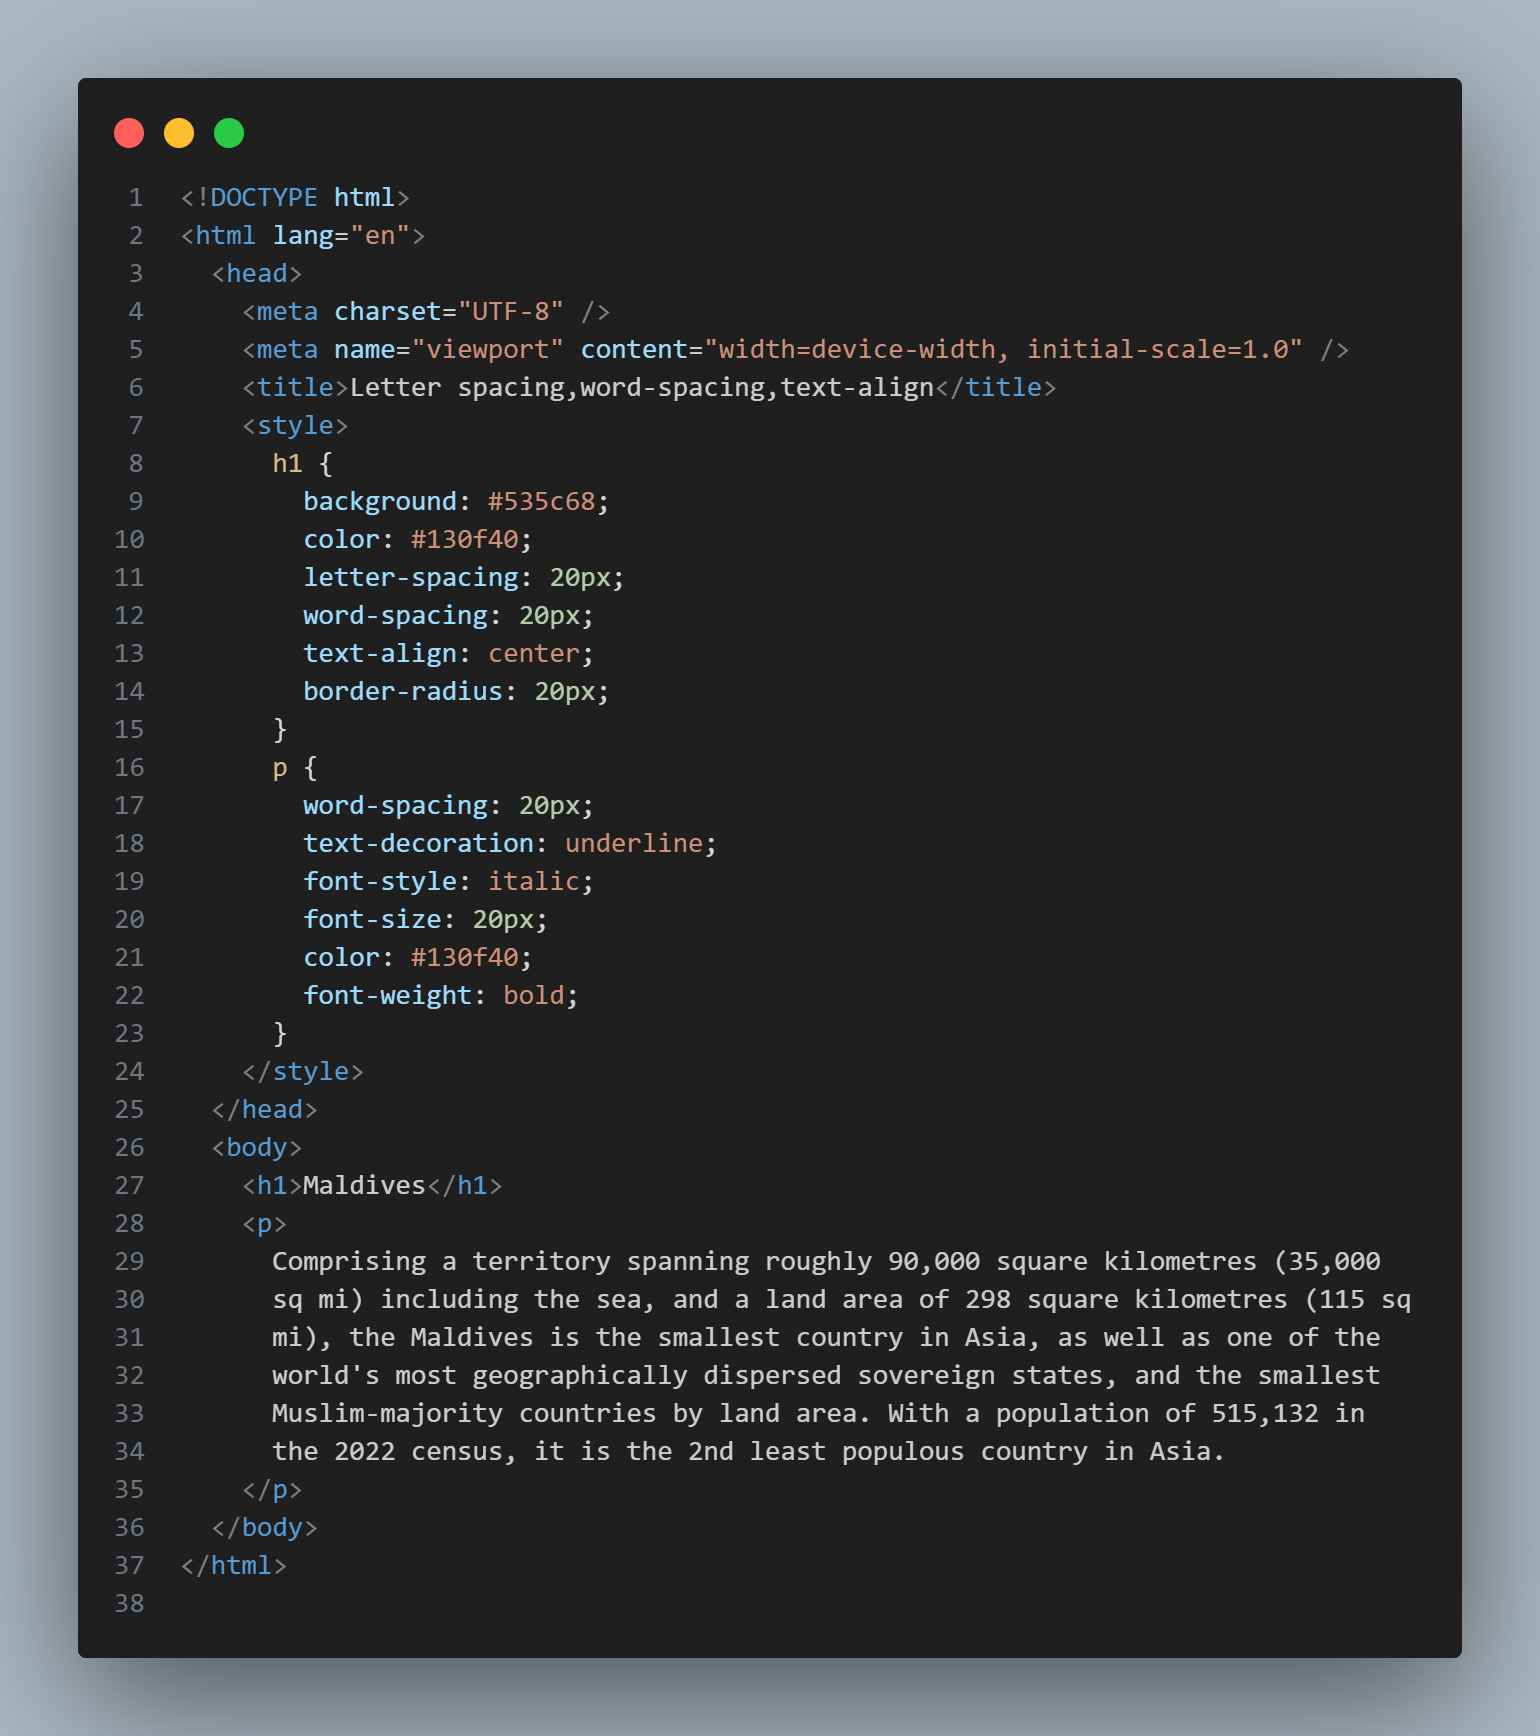 1 <!DOCTYPE html>
2 <html lang="en">
3   <head>
4     <meta charset="UTF-8" />
5     <meta name="viewport" content="width=device-width, initial-scale=1.0" />
6     <title>Letter spacing,word-spacing,text-align</title>
7     <style>
8       h1 {
9         background: #535c68;
10         color: #130f40;
11         letter-spacing: 20px;
12         word-spacing: 20px;
13         text-align: center;
14         border-radius: 20px;
15       }
16       p {
17         word-spacing: 20px;
18         text-decoration: underline;
19         font-style: italic;
20         font-size: 20px;
21         color: #130f40;
22         font-weight: bold;
23       }
24     </style>
25   </head>
26   <body>
27     <h1>Maldives</h1>
28     <p>
29       Comprising a territory spanning roughly 90,000 square kilometres (35,000
30       sq mi) including the sea, and a land area of 298 square kilometres (115 sq
31       mi), the Maldives is the smallest country in Asia, as well as one of the
32       world's most geographically dispersed sovereign states, and the smallest
33       Muslim-majority countries by land area. With a population of 515,132 in
34       the 2022 census, it is the 2nd least populous country in Asia.
35     </p>
36   </body>
37 </html>
38